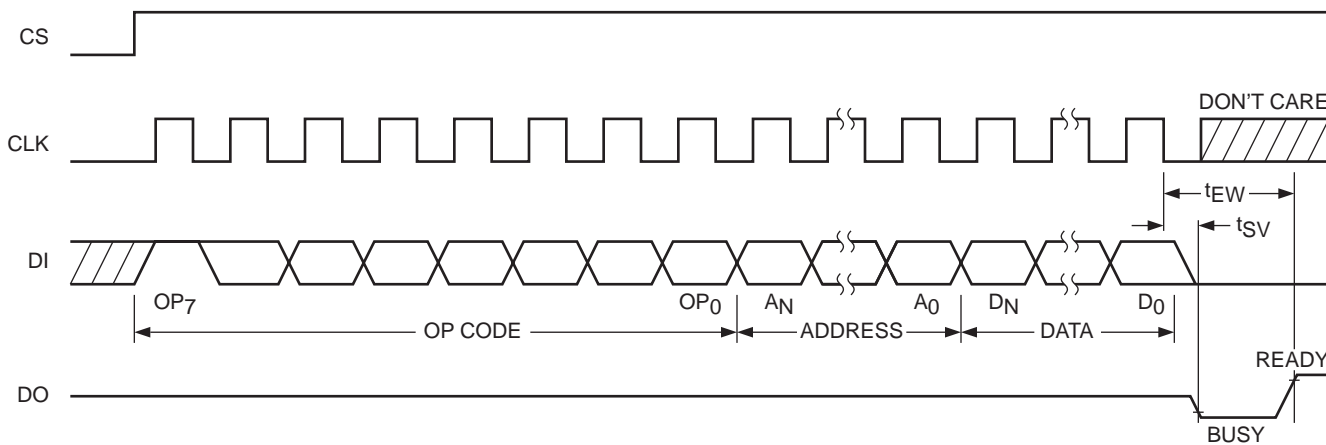 CS
DON'T CARE
CLK
tEW
tSV
DI
OP7 OP0 AN A0 DN D0
OP CODE ADDRESS DATA
READY
DO
BUSY